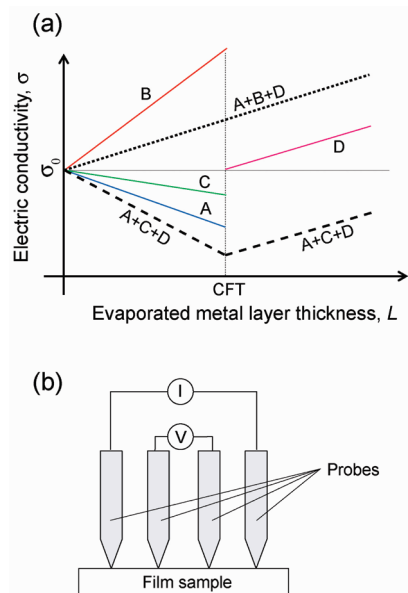 (a)
Electric conductivity, σ
σ₀
B
A+B+D
D
C
A
A+C+D
A+C+D
CFT
Evaporated metal layer thickness, L
(b)
I
V
Probes
Film sample